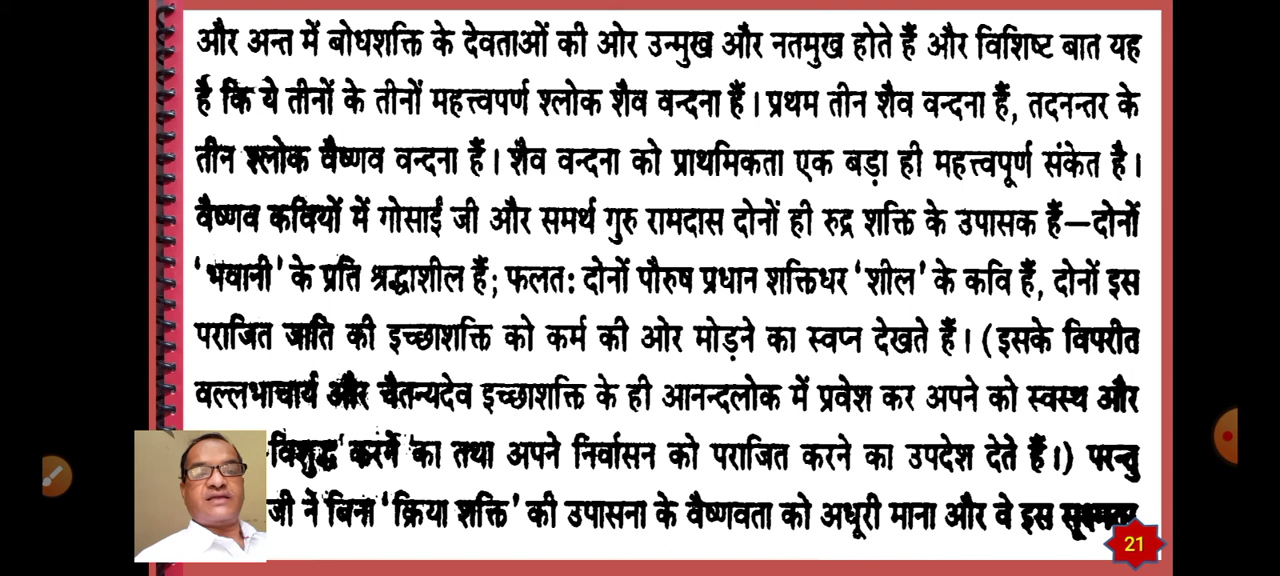 और अन्त में बोधशक्ति के देवताओं की ओर उन्मुख और नतमुख होते हैं और विशिष्ट बात यह
है कि ये तीनों के तीनों महत्त्वपर्ण श्लोक शैव वन्दना हैं। प्रथम तीन शैव वन्दना हैं, तदनन्तर के
तीन श्लोक वैष्णव वन्दना हैं। शैव वन्दना को प्राथमिकता एक बड़ा ही महत्त्वपूर्ण संकेत है।
वैष्णव कवियों में गोसाईं जी और समर्थ गुरु रामदास दोनों ही रुद्र शक्ति के उपासक हैं—दोनों
‘भवानी’ के प्रति श्रद्धाशील हैं; फलत: दोनों पौरुष प्रधान शक्तिधर ‘शील’ के कवि हैं, दोनों इस
पराजित जाति की इच्छाशक्ति को कर्म की ओर मोड़ने का स्वप्न देखते हैं। (इसके विपरीत
वल्लभाचार्य और चैतन्यदेव इच्छाशक्ति के ही आनन्दलोक में प्रवेश कर अपने को स्वस्थ और
विशुद्ध करने का तथा अपने निर्वासन को पराजित करने का उपदेश देते हैं।) परन्तु
जी ने बिना ‘क्रिया शक्ति’ की उपासना के वैष्णवता को अधूरी माना और वे इस
21